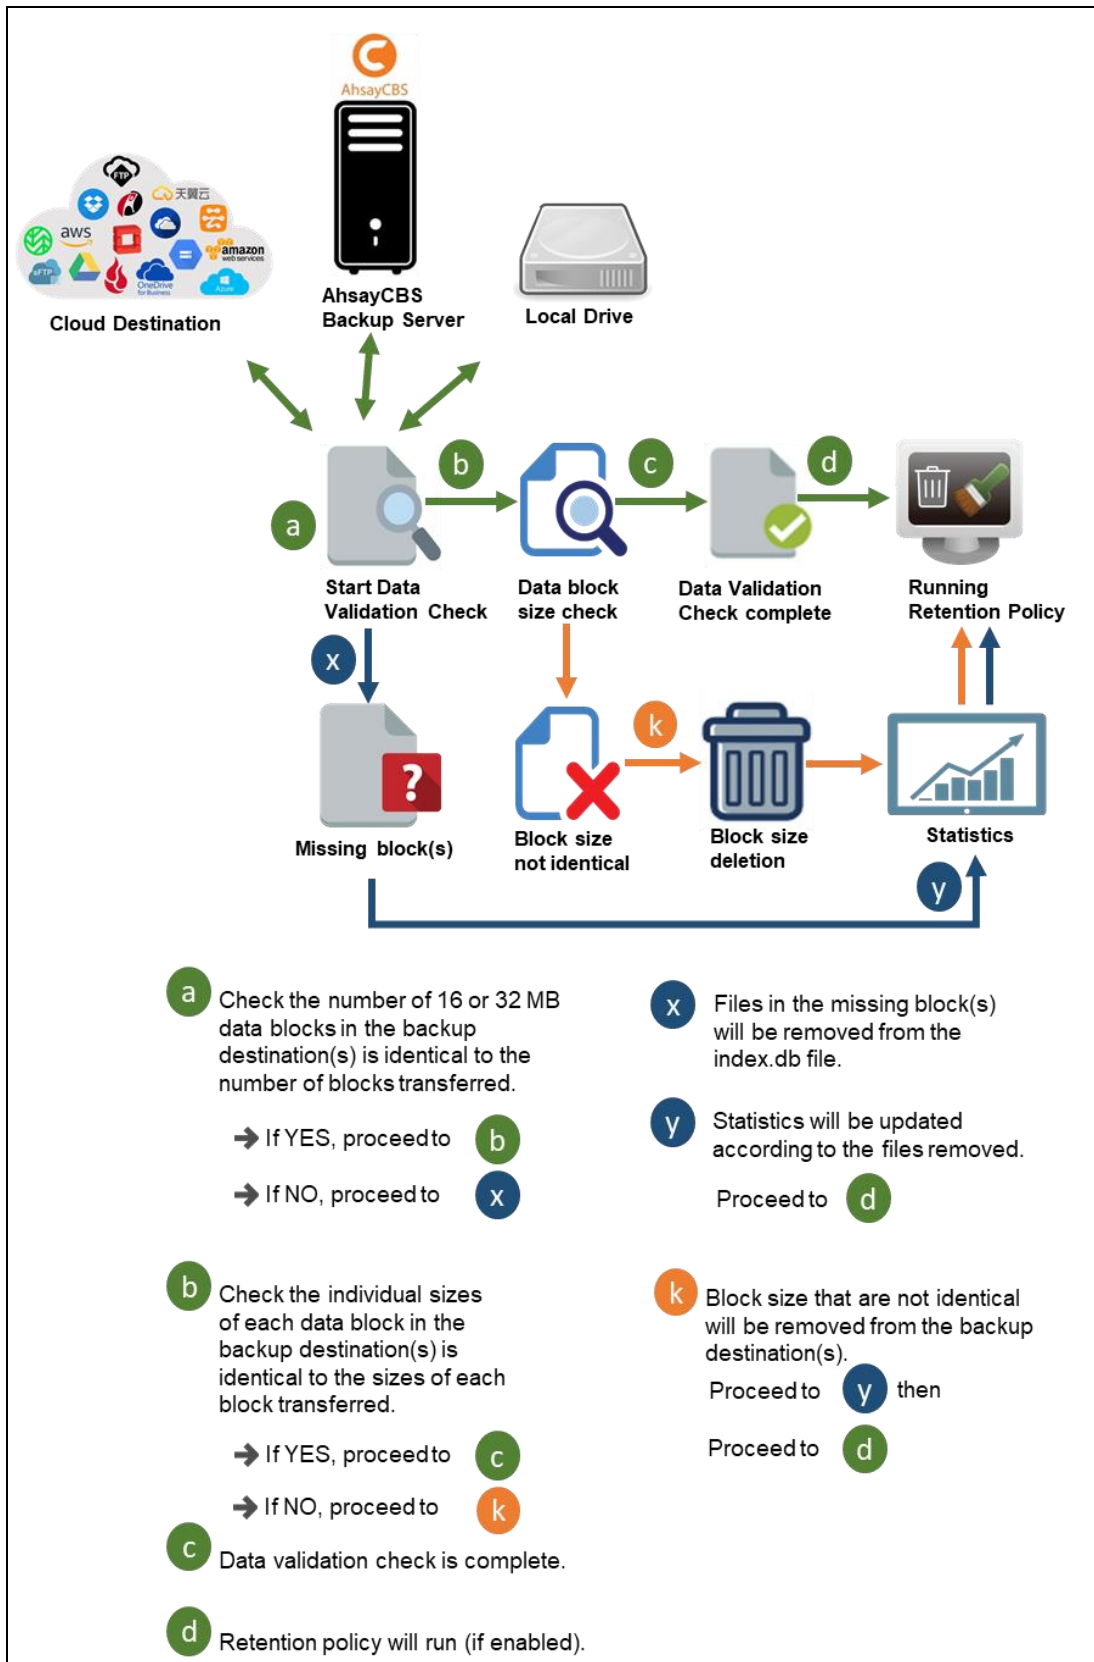 AhsayCBS
FTP
天翼云
aws
amazon
web services
sFTP
OneDrive
for Business
Azure
Cloud Destination
AhsayCBS
Backup Server
Local Drive
a
b
c
d
Start Data
Validation Check
Data block
size check
Data Validation
Check complete
Running
Retention Policy
x
k
?
Missing block(s)
Block size
not identical
Block size
deletion
Statistics
y
a Check the number of 16 or 32 MB
data blocks in the backup
destination(s) is identical to the
number of blocks transferred.
➔ If YES, proceed to b
➔ If NO, proceed to x
b Check the individual sizes
of each data block in the
backup destination(s) is
identical to the sizes of each
block transferred.
➔ If YES, proceed to c
➔ If NO, proceed to k
c Data validation check is complete.
d Retention policy will run (if enabled).
x Files in the missing block(s)
will be removed from the
index.db file.
y Statistics will be updated
according to the files removed.
Proceed to d
k Block size that are not identical
will be removed from the backup
destination(s).
Proceed to y then
Proceed to d